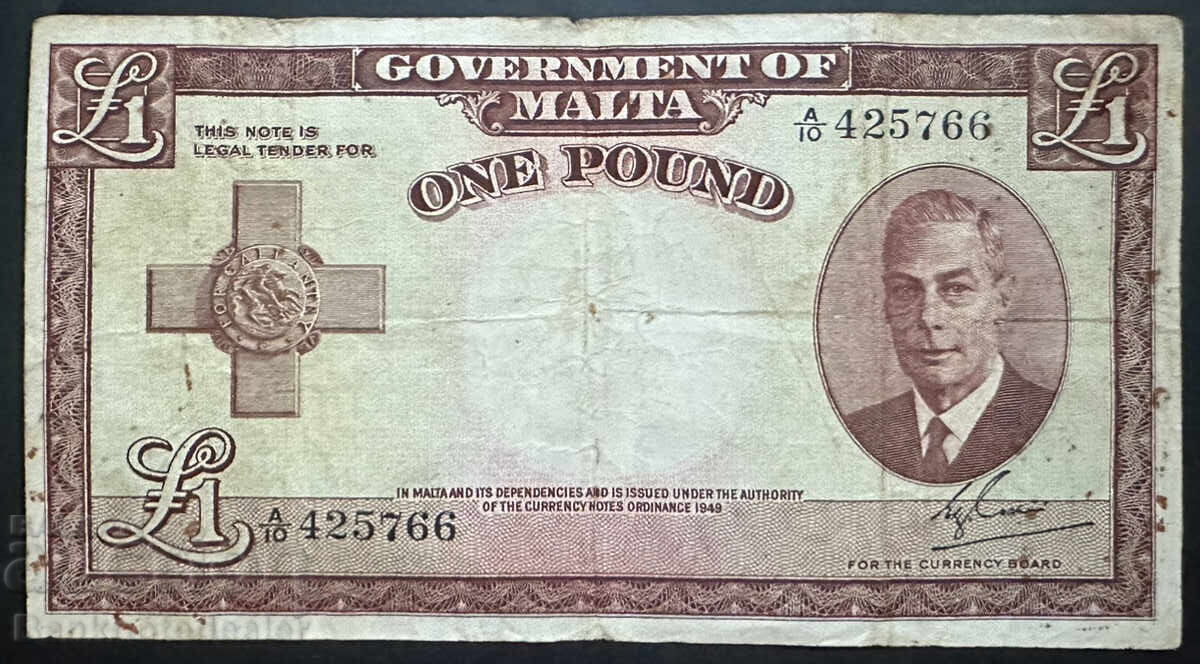 £1
GOVERNMENT OF
MALTA
£1
THIS NOTE IS
LEGAL TENDER FOR
A/10 425766
ONE POUND
FOR GALLANTRY
£1
A/10 425766
IN MALTA AND ITS DEPENDENCIES AND IS ISSUED UNDER THE AUTHORITY
OF THE CURRENCY NOTES ORDINANCE 1949
FOR THE CURRENCY BOARD